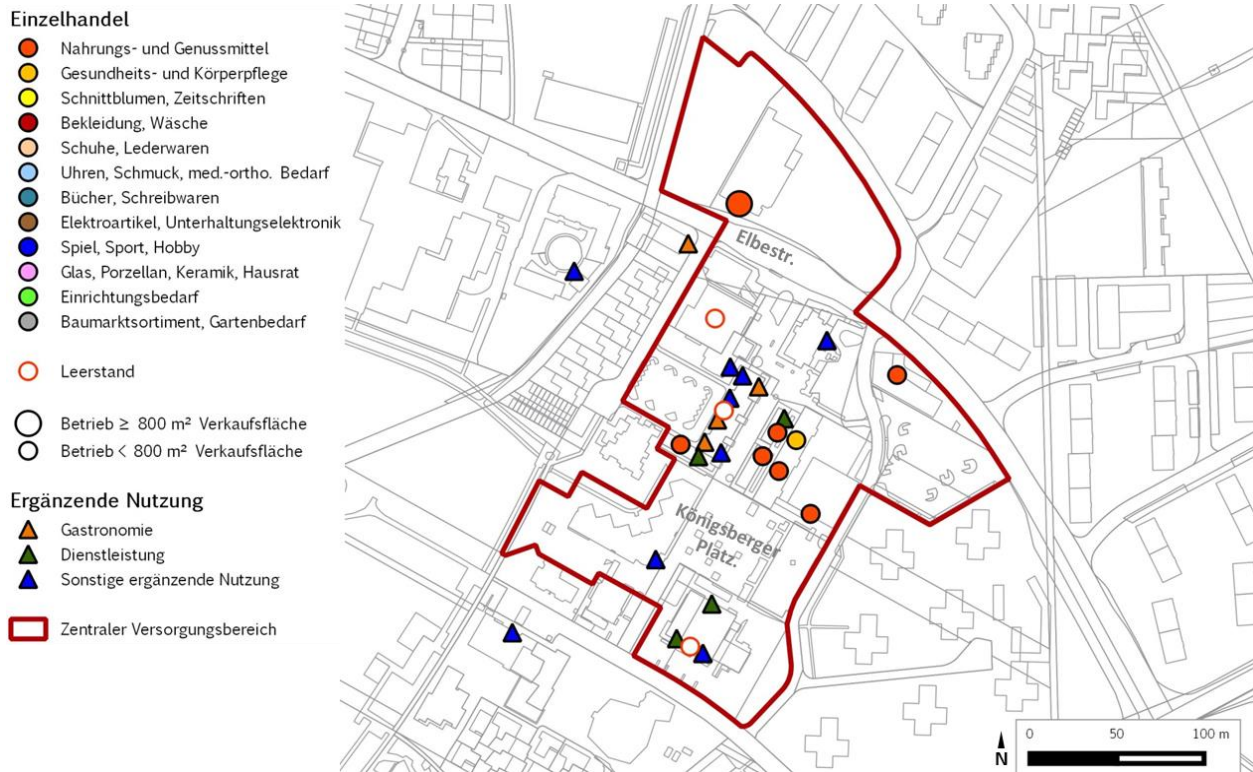 Einzelhandel
Nahrungs- und Genussmittel
Gesundheits- und Körperpflege
Schnittblumen, Zeitschriften
Bekleidung, Wäsche
Schuhe, Lederwaren
Uhren, Schmuck, med.-ortho. Bedarf
Bücher, Schreibwaren
Elektroartikel, Unterhaltungselektronik
Spiel, Sport, Hobby
Glas, Porzellan, Keramik, Hausrat
Einrichtungsbedarf
Baumarktsortiment, Gartenbedarf
Leerstand
Betrieb ≥ 800 m² Verkaufsfläche
Betrieb < 800 m² Verkaufsfläche
Ergänzende Nutzung
Gastronomie
Dienstleistung
Sonstige ergänzende Nutzung
Zentraler Versorgungsbereich
Elbestr.
Königsberger
Platz.
N
0 50 100 m